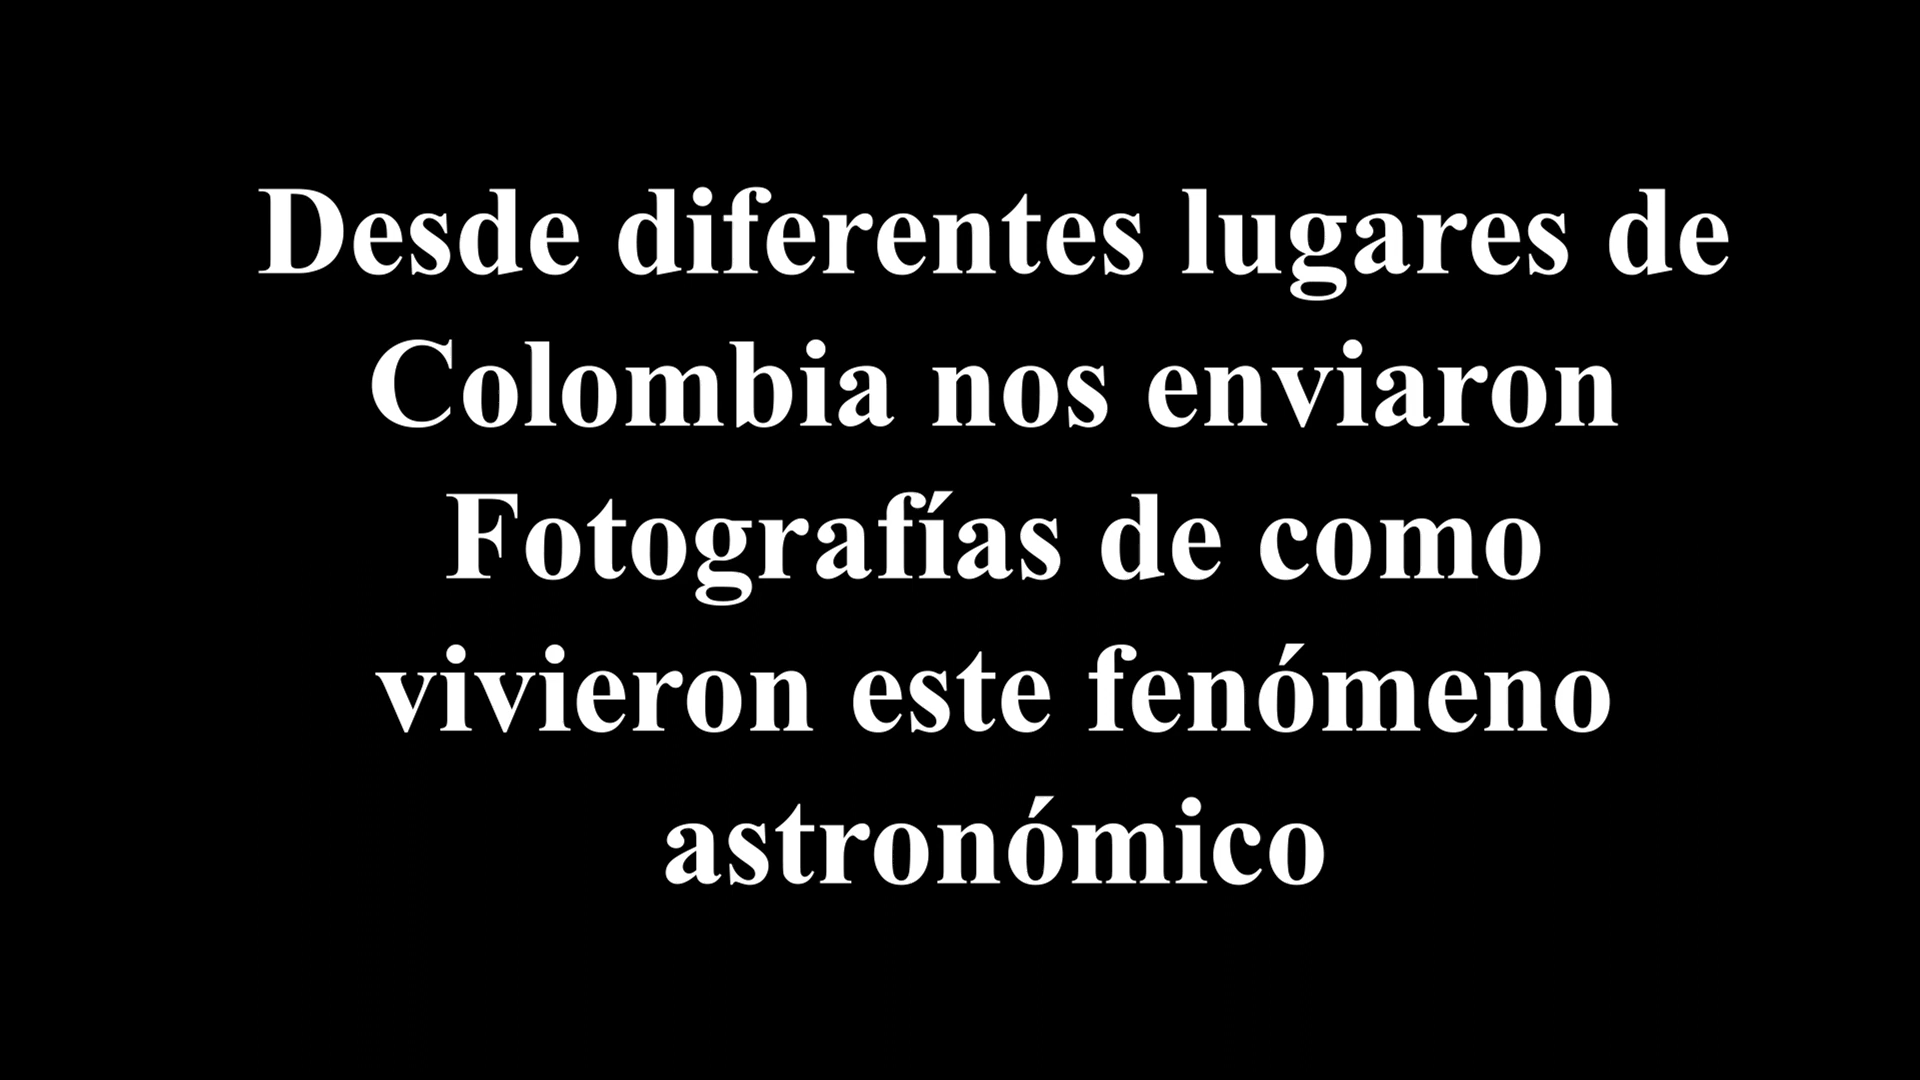 Desde diferentes lugares de
Colombia nos enviaron
Fotografías de como
vivieron este fenómeno
astronómico